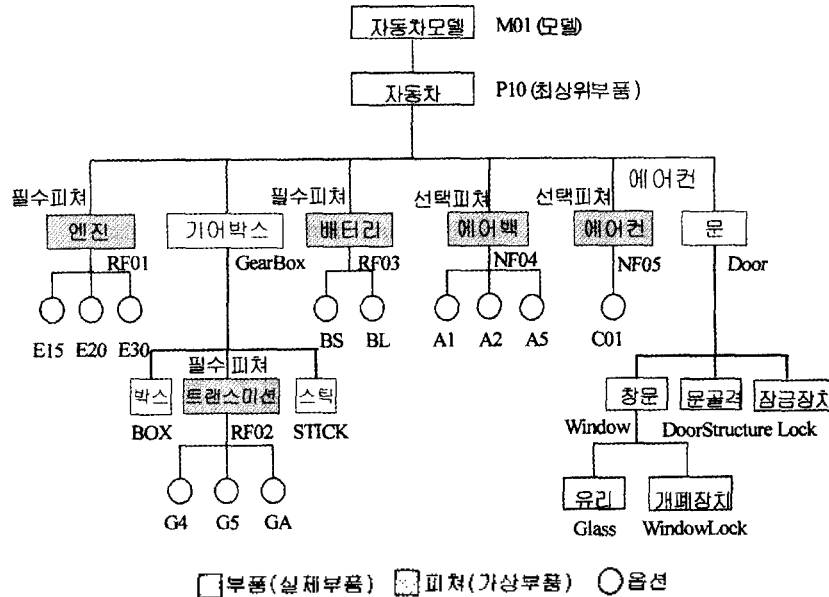 자동차모델 M01 (모델)
자동차 P10 (최상위부품)
에어컨
필수피쳐 필수피쳐 선택피쳐 선택피쳐
엔진 기어박스 배터리 에어백 에어컨 문
RF01 GearBox RF03 NF04 NF05 Door
E15 E20 E30 BS BL A1 A2 A5 C01
필수 피쳐
박스 트랜스미션 스틱 창문 문골격 잠금장치
BOX RF02 STICK Window DoorStructure Lock
G4 G5 GA 유리 개폐장치
Glass WindowLock
부품(실제부품) 피쳐(가상부품) 옵션